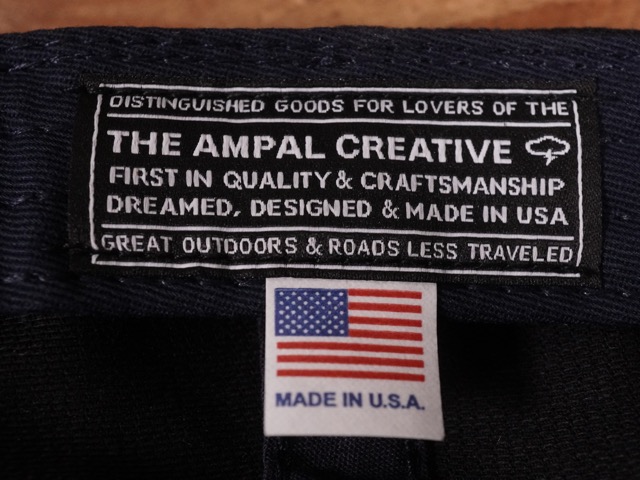 DISTINGUISHED GOODS FOR LOVERS OF THE
THE AMPAL CREATIVE
FIRST IN QUALITY & CRAFTSMANSHIP
DREAMED, DESIGNED & MADE IN USA
GREAT OUTDOORS & ROADS LESS TRAVELED
MADE IN U.S.A.